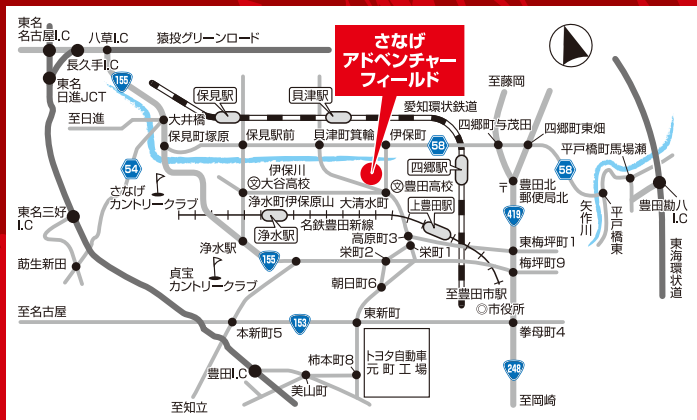 東名
名古屋I.C
八草I.C
猿投グリーンロード
長久手I.C
東名
日進JCT
155
至日進
大井橋
保見町塚原
保見駅
保見駅前
貝津駅
貝津町箕輪
さなげ
アドベンチャー
フィールド
愛知環状鉄道
伊保町
58
四郷町与茂田
至藤岡
四郷町東畑
58
平戸橋町馬場瀬
54
さなげ
カントリークラブ
伊保川
大谷高校
豊田高校
四郷駅
〒
豊田北
郵便局北
矢作川
平戸橋東
豊田勘八
I.C
東海環状道
東名三好
I.C
浄水町伊保原山
大清水町
上豊田駅
419
名鉄豊田新線
浄水駅
浄水駅
155
高原町3
栄町1
栄町2
東梅坪町1
梅坪町9
莇生新田
貞宝
カントリークラブ
朝日町6
至豊田市駅
◎市役所
至名古屋
本新町5
153
東新町
拳母町4
トヨタ自動車
元町工場
豊田I.C
柿本町8
美山町
248
至知立
至岡崎